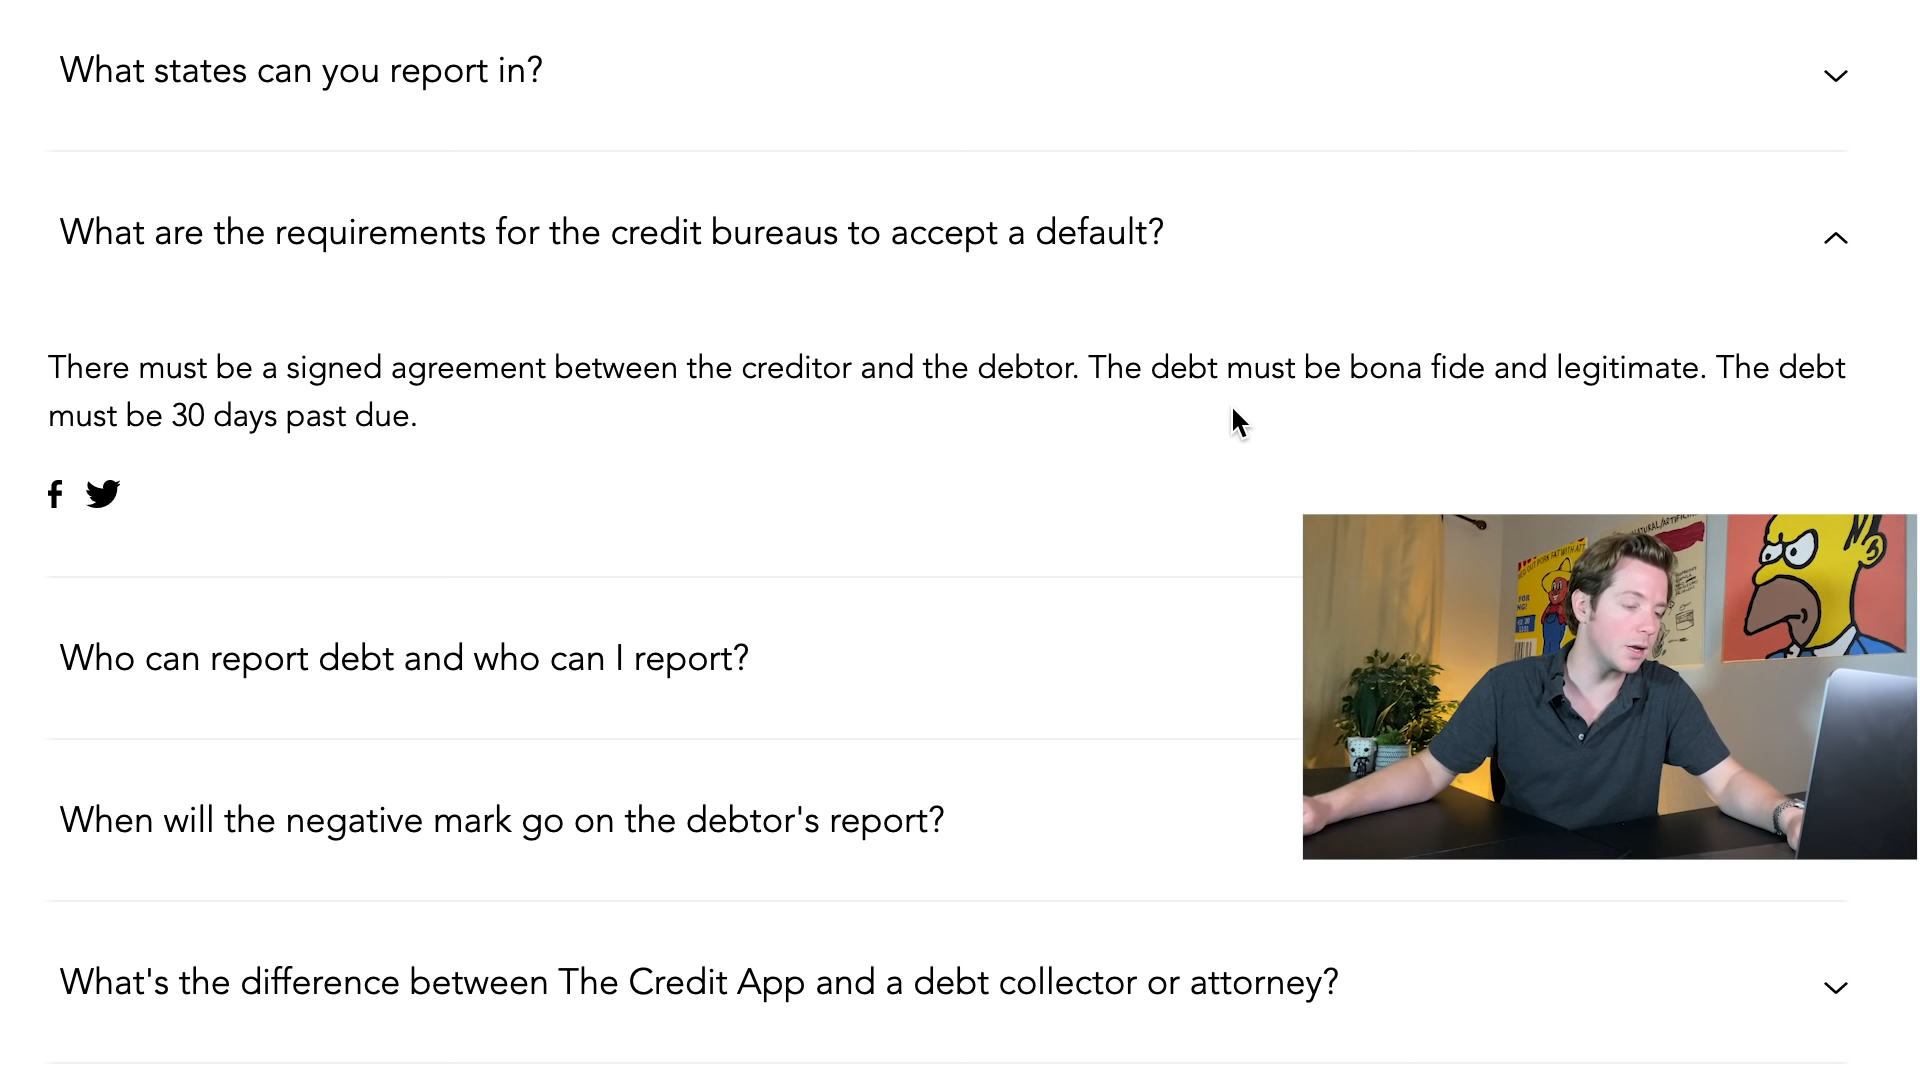 What states can you report in?
What are the requirements for the credit bureaus to accept a default?
There must be a signed agreement between the creditor and the debtor. The debt must be bona fide and legitimate. The debt
must be 30 days past due.
Who can report debt and who can I report?
When will the negative mark go on the debtor's report?
What's the difference between The Credit App and a debt collector or attorney?